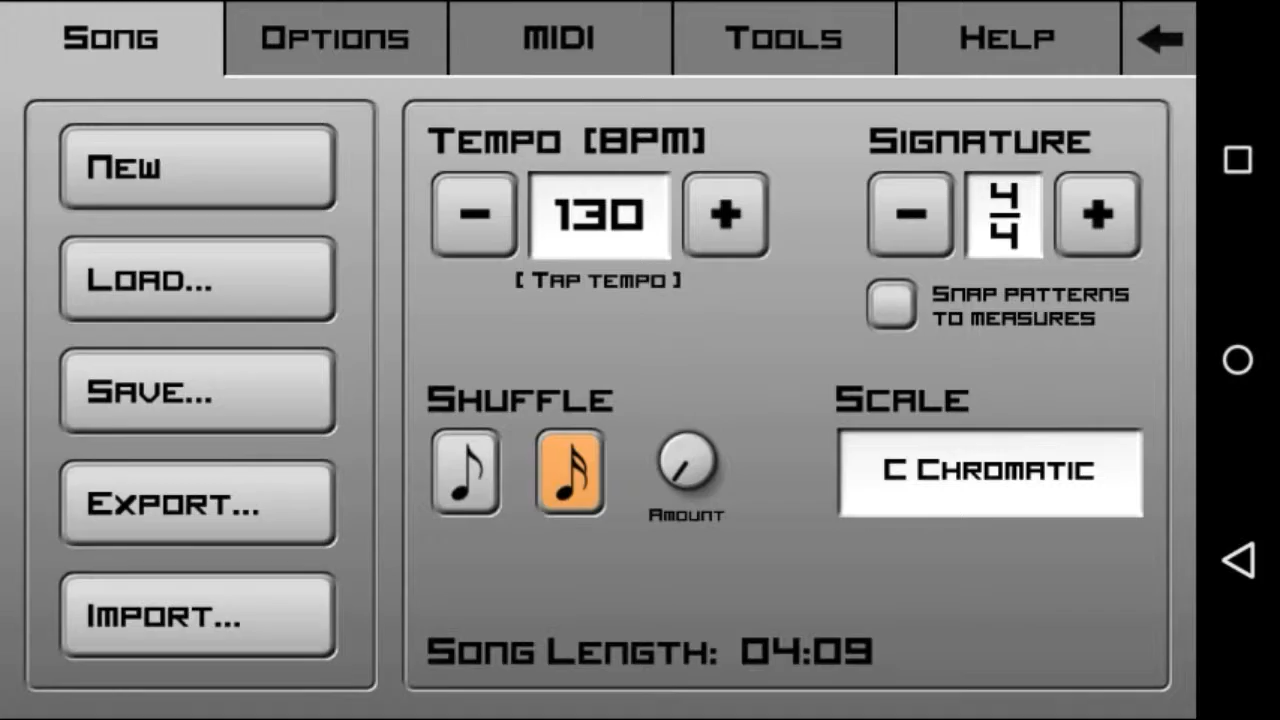 Song Options MIDI Tools Help
New
Load...
Save...
Export...
Import...
Tempo [BPM]
- 130 +
[ Tap tempo ]
Signature
- 4/4 +
Snap patterns
to measures
Shuffle
Amount
Scale
C Chromatic
Song Length: 04:09